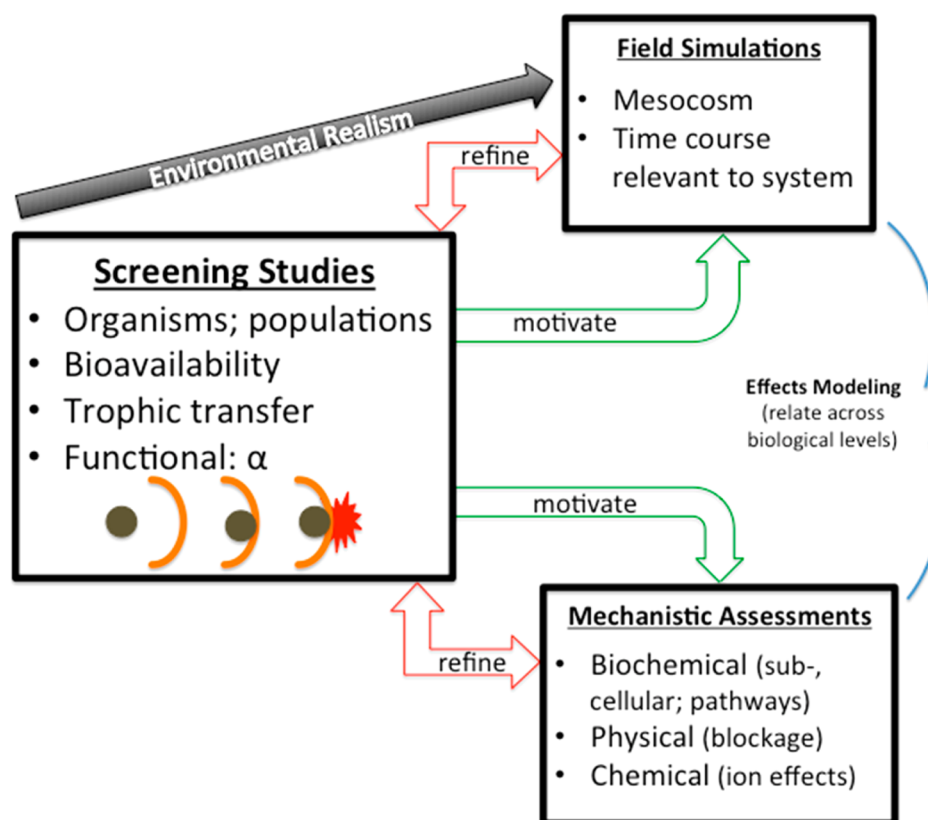 Field Simulations
• Mesocosm
• Time course
relevant to system
Environmental Realism
refine
Screening Studies
• Organisms; populations
• Bioavailability
• Trophic transfer
• Functional: α
motivate
Effects Modeling
(relate across
biological levels)
motivate
refine
Mechanistic Assessments
• Biochemical (sub-,
cellular; pathways)
• Physical (blockage)
• Chemical (ion effects)